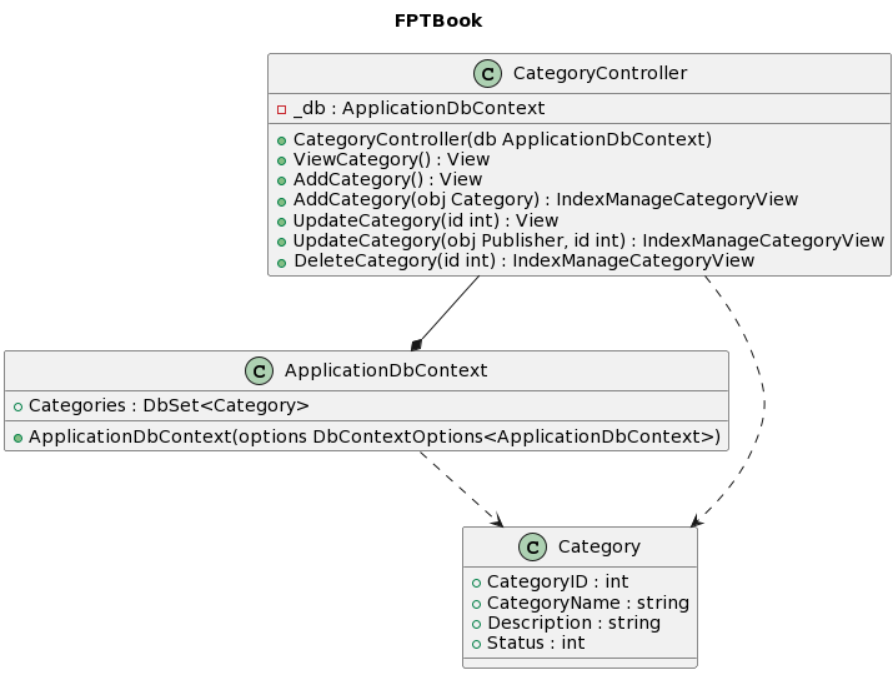 FPTBook
C CategoryController
_db : ApplicationDbContext
CategoryController(db ApplicationDbContext)
ViewCategory() : View
AddCategory() : View
AddCategory(obj Category) : IndexManageCategoryView
UpdateCategory(id int) : View
UpdateCategory(obj Publisher, id int) : IndexManageCategoryView
DeleteCategory(id int) : IndexManageCategoryView
C ApplicationDbContext
Categories : DbSet<Category>
ApplicationDbContext(options DbContextOptions<ApplicationDbContext>)
C Category
CategoryID : int
CategoryName : string
Description : string
Status : int